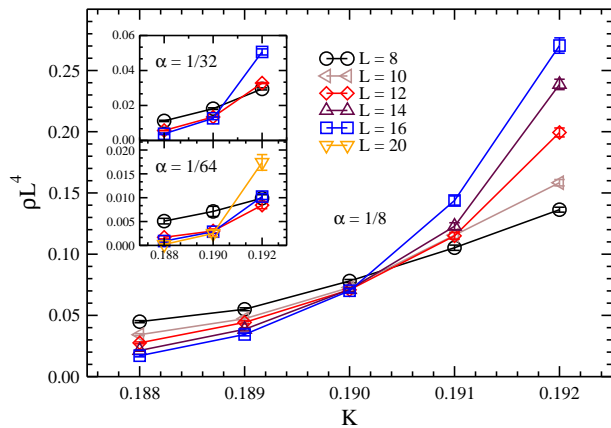 ρL⁴
0.25
0.20
0.15
0.10
0.05
0.00
0.188
0.189
0.190
0.191
0.192
K
α = 1/8
L = 8
L = 10
L = 12
L = 14
L = 16
L = 20
0.06
0.04
0.02
0.00
α = 1/32
0.020
0.015
0.010
0.005
0.000
α = 1/64
0.188
0.190
0.192